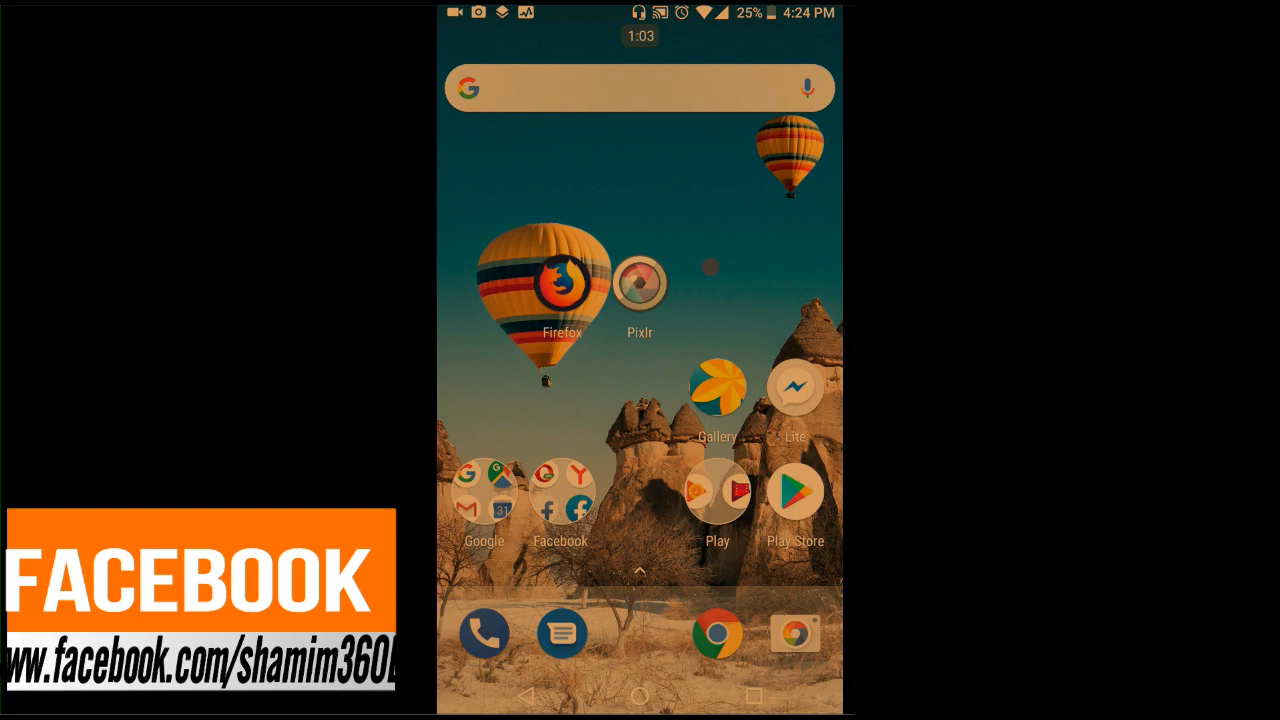 25% 4:24 PM
1:03
Firefox
Pixlr
Gallery
Lite
31
Google
Facebook
Play
Play Store
FACEBOOK
ww.facebook.com/shamim360